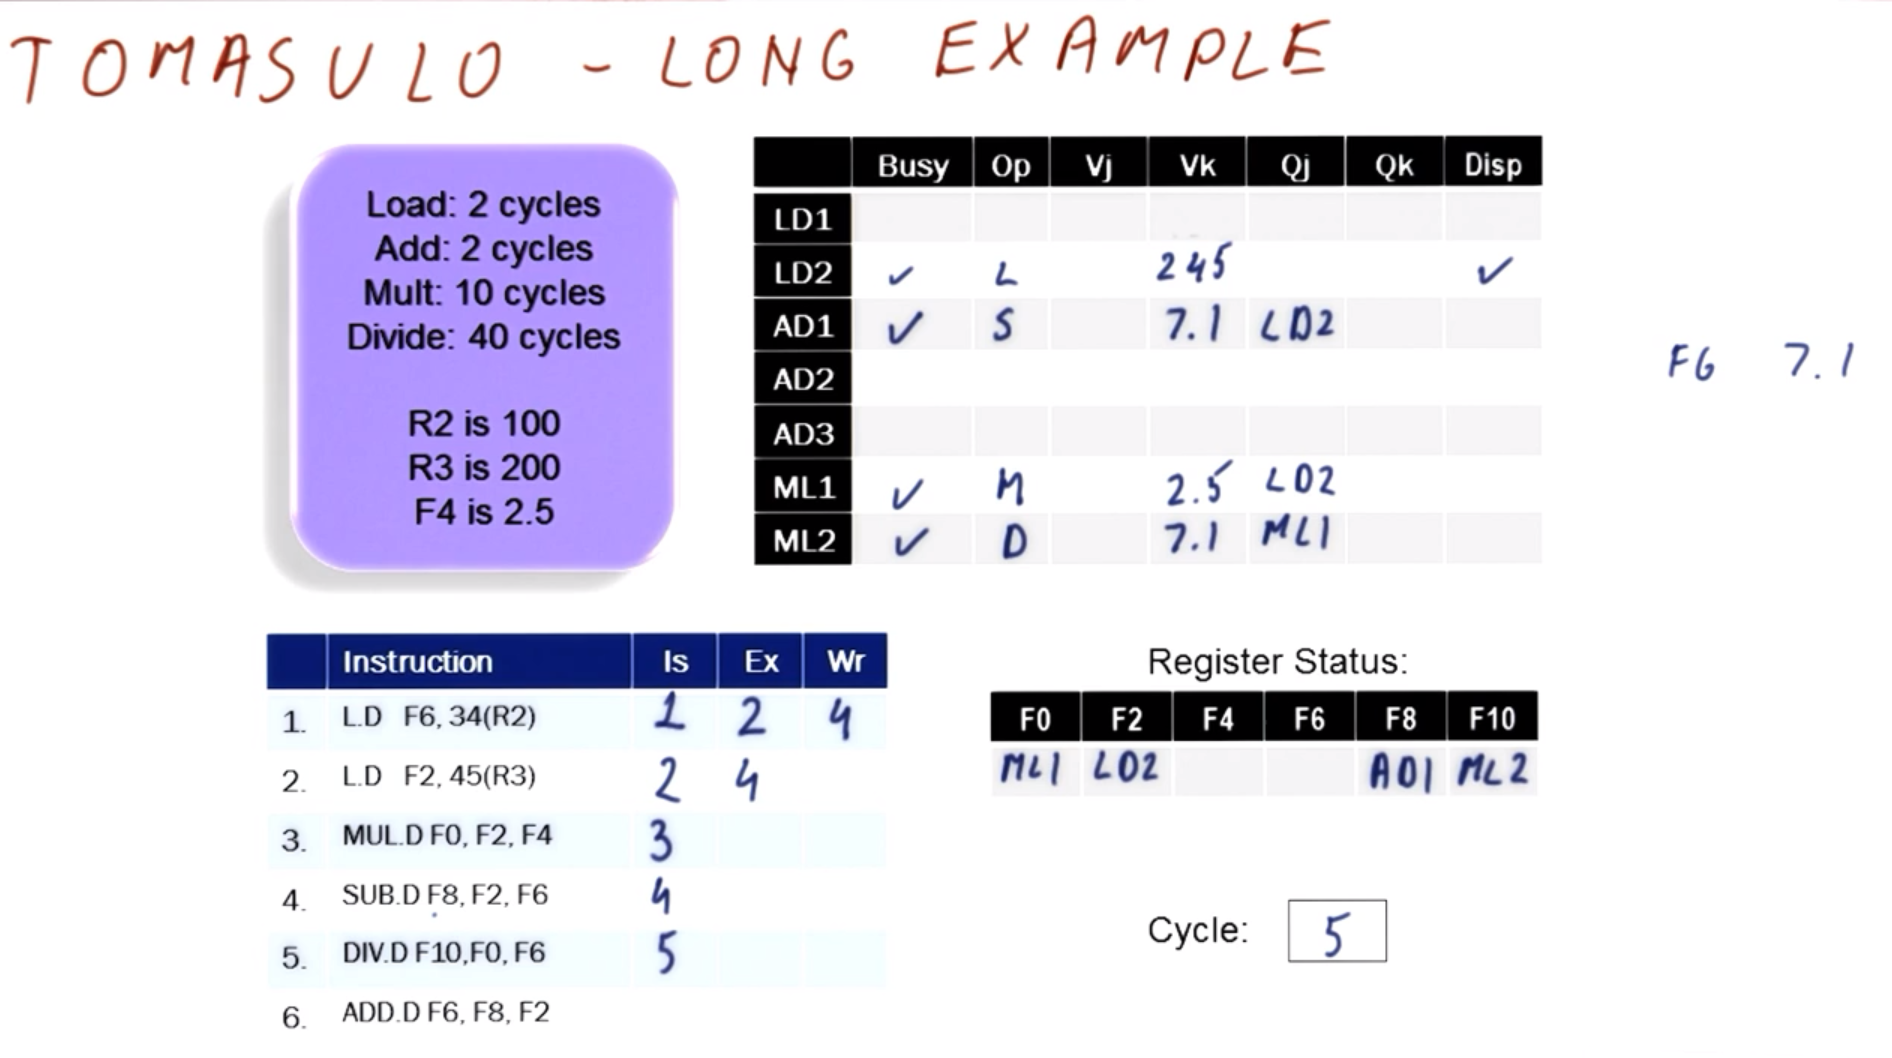 TOMASULO - LONG EXAMPLE
Load: 2 cycles
Add: 2 cycles
Mult: 10 cycles
Divide: 40 cycles
R2 is 100
R3 is 200
F4 is 2.5
Busy Op Vj Vk Qj Qk Disp
LD1
LD2 ✓ L 245 ✓
AD1 ✓ S 7.1 LD2
AD2
AD3
ML1 ✓ M 2.5 LD2
ML2 ✓ D 7.1 ML1
F6 7.1
Instruction Is Ex Wr
1. L.D F6, 34(R2) 1 2 4
2. L.D F2, 45(R3) 2 4
3. MUL.D F0, F2, F4 3
4. SUB.D F8, F2, F6 4
5. DIV.D F10,F0, F6 5
6. ADD.D F6, F8, F2
Register Status:
F0 F2 F4 F6 F8 F10
ML1 LD2 AD1 ML2
Cycle: 5